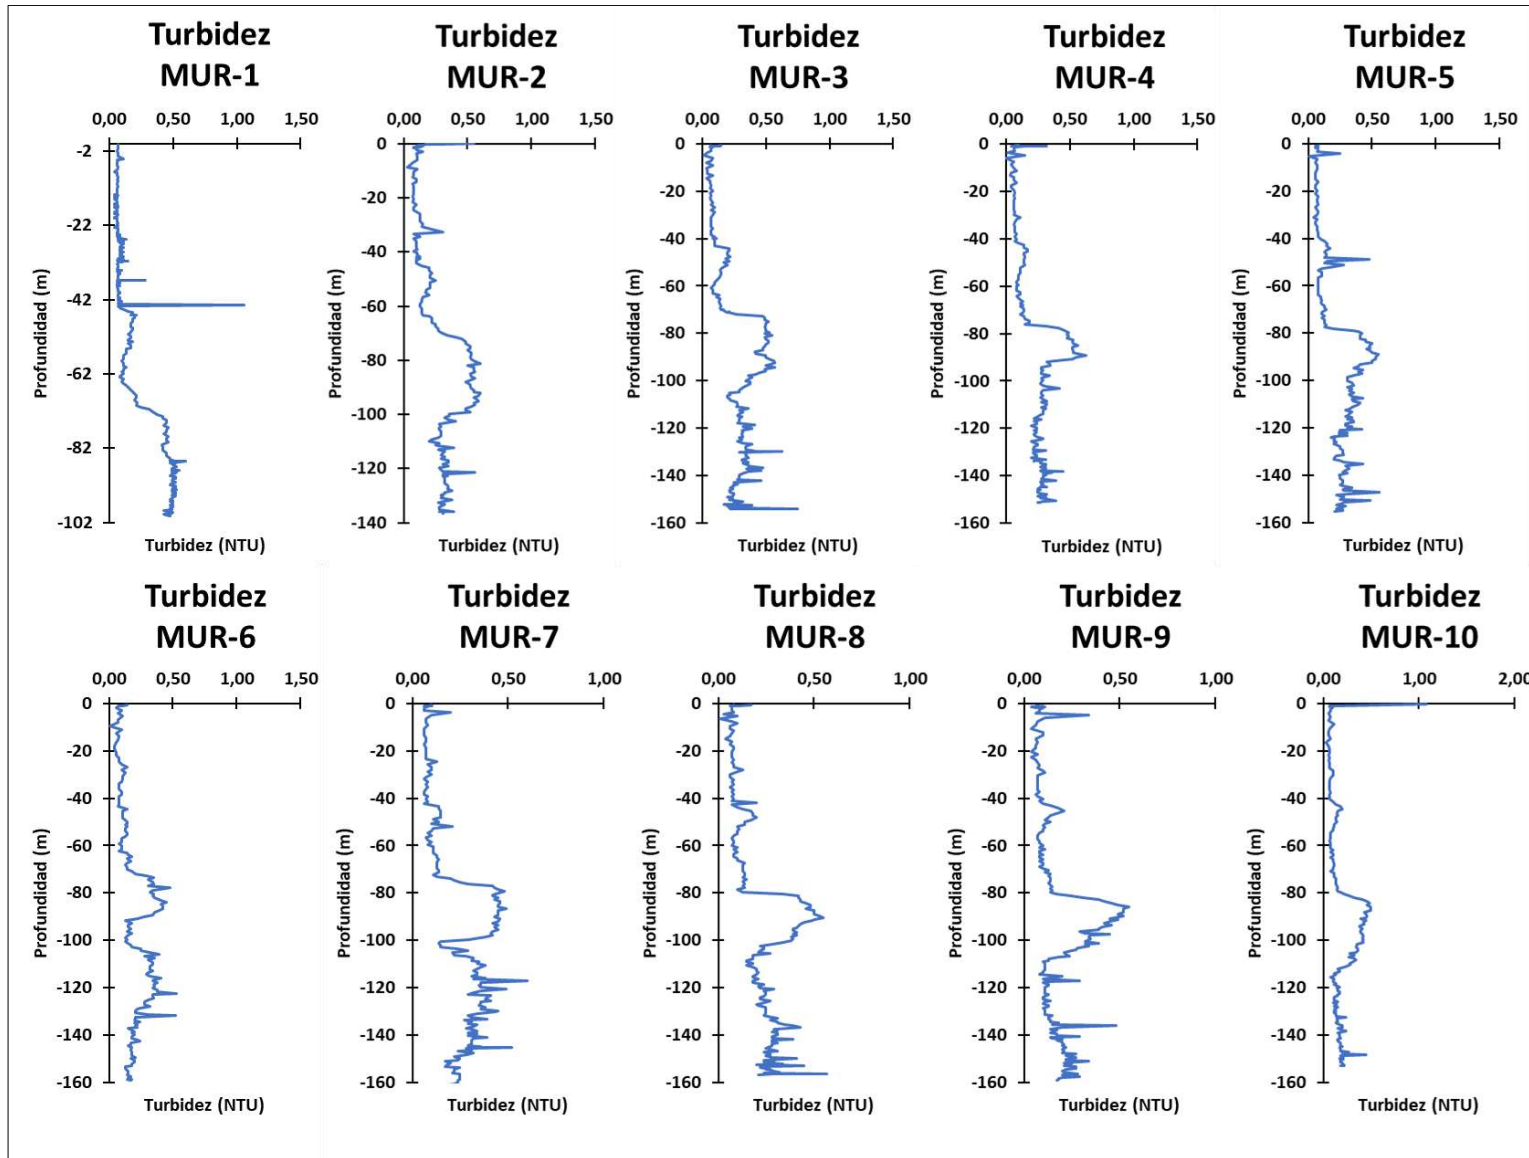 Turbidez
MUR-1
0,00 0,50 1,00 1,50
-2
-22
-42
-62
-82
-102
Profundidad (m)
Turbidez (NTU)
Turbidez
MUR-2
0,00 0,50 1,00 1,50
0
-20
-40
-60
-80
-100
-120
-140
Profundidad (m)
Turbidez (NTU)
Turbidez
MUR-3
0,00 0,50 1,00 1,50
0
-20
-40
-60
-80
-100
-120
-140
-160
Profundidad (m)
Turbidez (NTU)
Turbidez
MUR-4
0,00 0,50 1,00 1,50
0
-20
-40
-60
-80
-100
-120
-140
-160
Profundidad (m)
Turbidez (NTU)
Turbidez
MUR-5
0,00 0,50 1,00 1,50
0
-20
-40
-60
-80
-100
-120
-140
-160
Profundidad (m)
Turbidez (NTU)
Turbidez
MUR-6
0,00 0,50 1,00 1,50
0
-20
-40
-60
-80
-100
-120
-140
-160
Profundidad (m)
Turbidez (NTU)
Turbidez
MUR-7
0,00 0,50 1,00
0
-20
-40
-60
-80
-100
-120
-140
-160
Profundidad (m)
Turbidez (NTU)
Turbidez
MUR-8
0,00 0,50 1,00
0
-20
-40
-60
-80
-100
-120
-140
-160
Profundidad (m)
Turbidez (NTU)
Turbidez
MUR-9
0,00 0,50 1,00
0
-20
-40
-60
-80
-100
-120
-140
-160
Profundidad (m)
Turbidez (NTU)
Turbidez
MUR-10
0,00 1,00 2,00
0
-20
-40
-60
-80
-100
-120
-140
-160
Profundidad (m)
Turbidez (NTU)